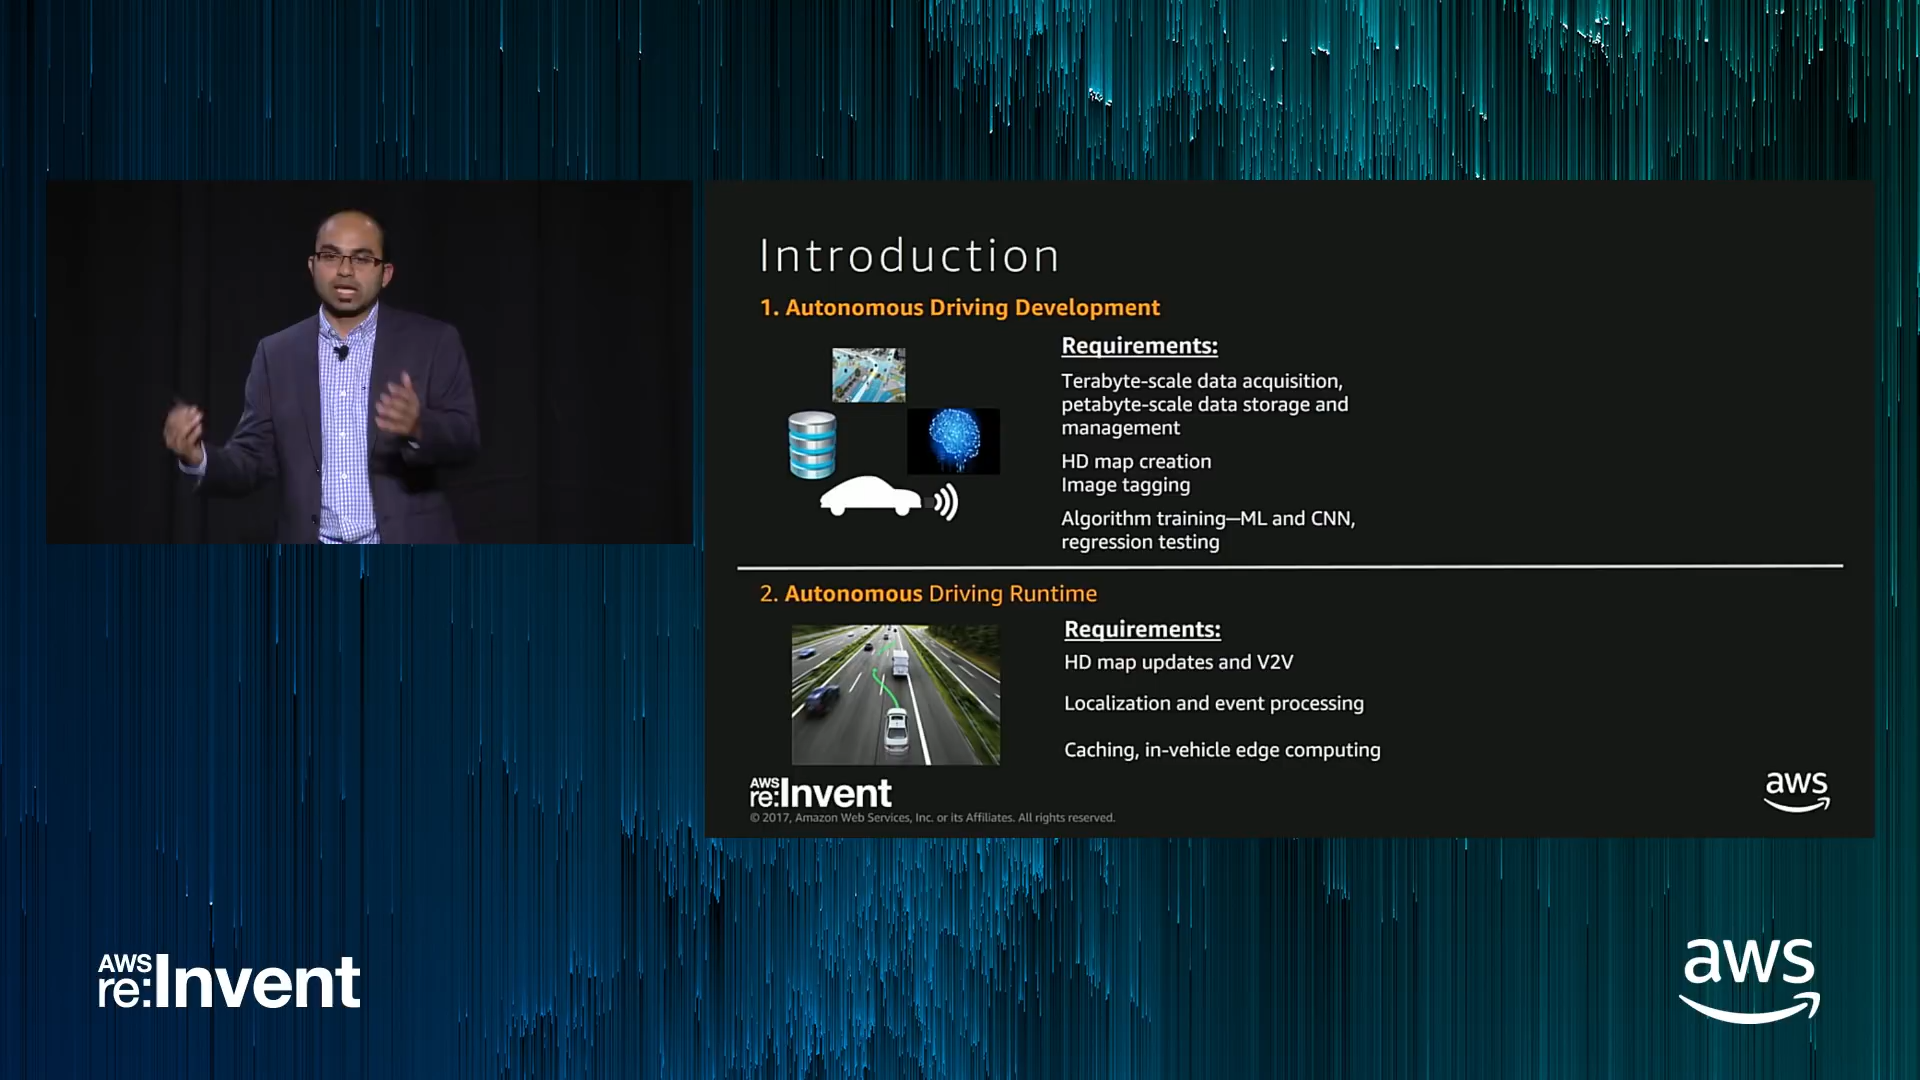 Introduction
1. Autonomous Driving Development
Requirements:
Terabyte-scale data acquisition,
petabyte-scale data storage and
management
HD map creation
Image tagging
Algorithm training—ML and CNN,
regression testing
2. Autonomous Driving Runtime
Requirements:
HD map updates and V2V
Localization and event processing
Caching, in-vehicle edge computing
AWS
re:Invent
© 2017, Amazon Web Services, Inc. or its Affiliates. All rights reserved.
aws
AWS
re:Invent
aws